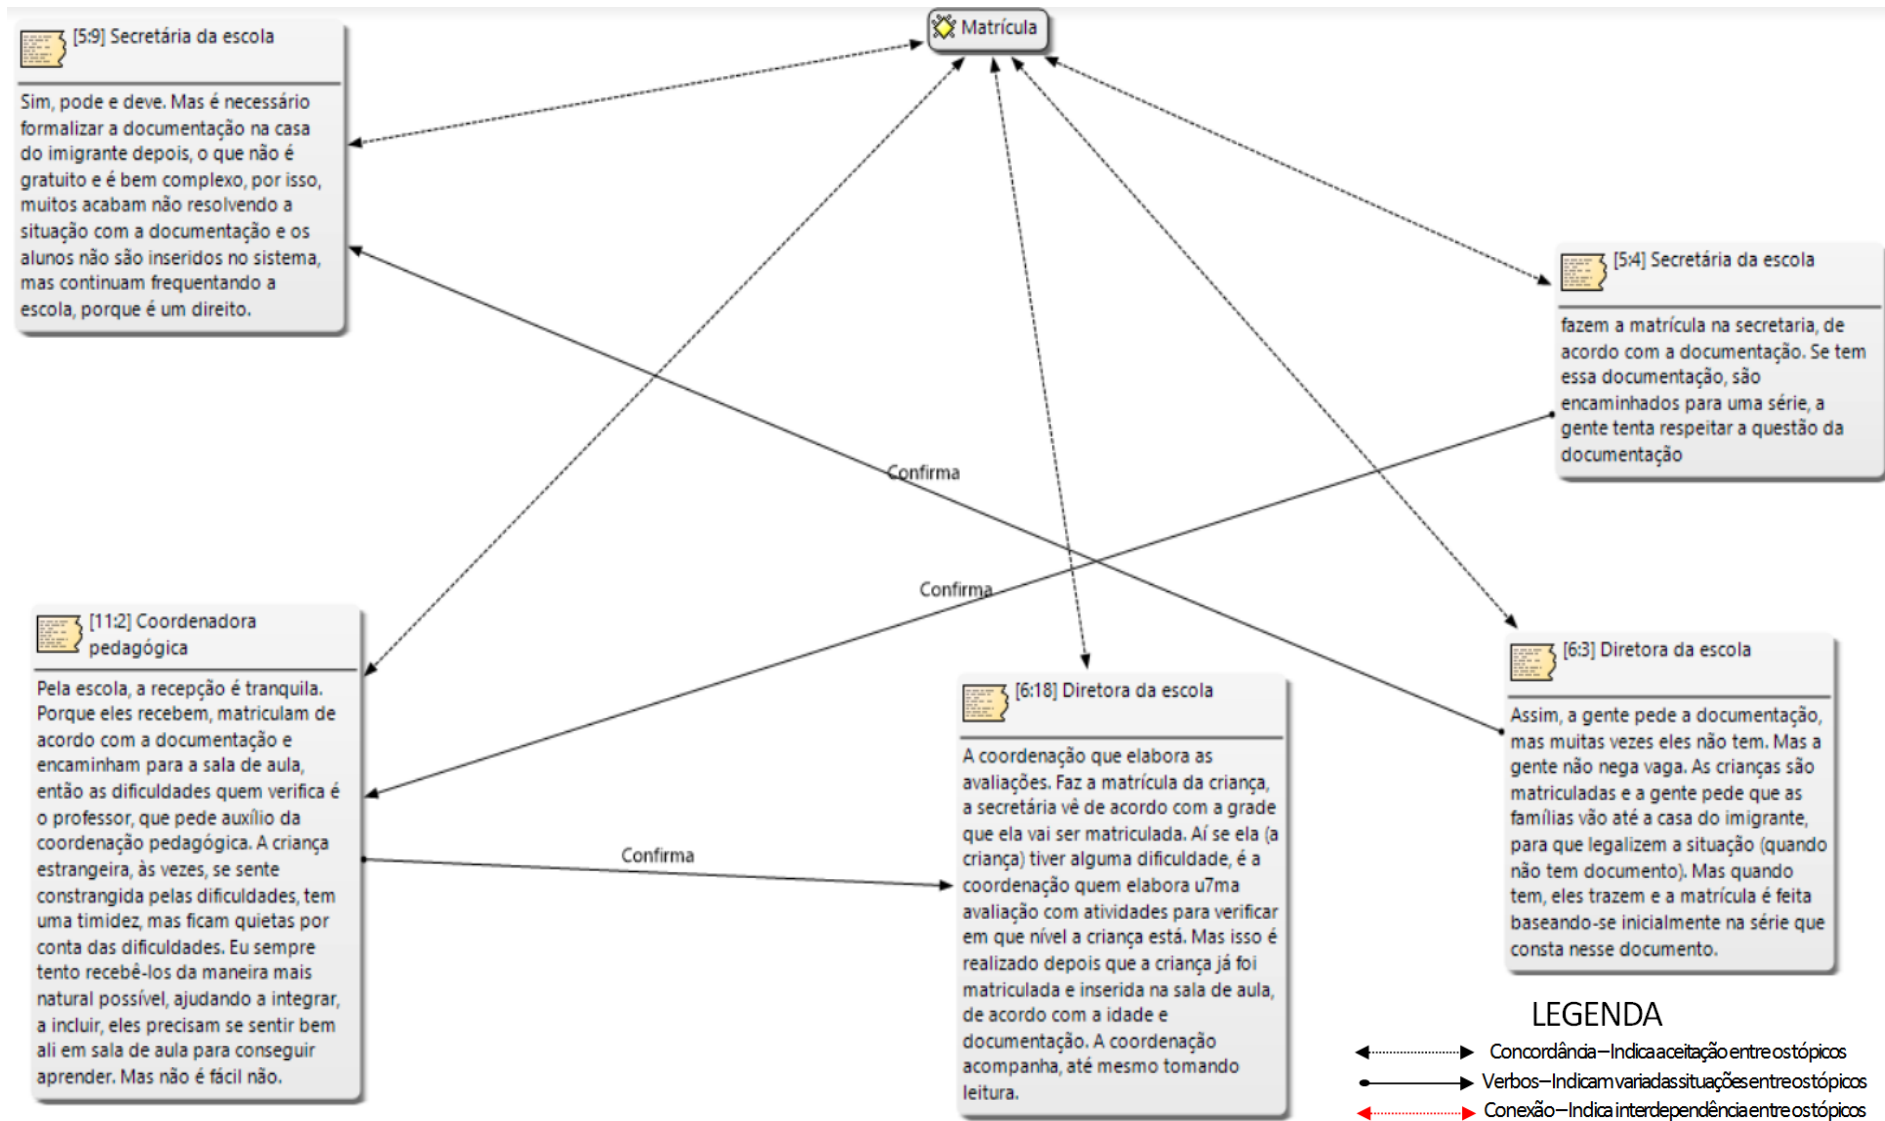 Matrícula
[5:9] Secretária da escola
Sim, pode e deve. Mas é necessário
formalizar a documentação na casa
do imigrante depois, o que não é
gratuito e é bem complexo, por isso,
muitos acabam não resolvendo a
situação com a documentação e os
alunos não são inseridos no sistema,
mas continuam frequentando a
escola, porque é um direito.
[5:4] Secretária da escola
fazem a matrícula na secretaria, de
acordo com a documentação. Se tem
essa documentação, são
encaminhados para uma série, a
gente tenta respeitar a questão da
documentação
Confirma
Confirma
Confirma
[11:2] Coordenadora
pedagógica
Pela escola, a recepção é tranquila.
Porque eles recebem, matriculam de
acordo com a documentação e
encaminham para a sala de aula,
então as dificuldades quem verifica é
o professor, que pede auxílio da
coordenação pedagógica. A criança
estrangeira, às vezes, se sente
constrangida pelas dificuldades, tem
uma timidez, mas ficam quietas por
conta das dificuldades. Eu sempre
tento recebê-los da maneira mais
natural possível, ajudando a integrar,
a incluir, eles precisam se sentir bem
ali em sala de aula para conseguir
aprender. Mas não é fácil não.
[6:18] Diretora da escola
A coordenação que elabora as
avaliações. Faz a matrícula da criança,
a secretária vê de acordo com a grade
que ela vai ser matriculada. Aí se ela (a
criança) tiver alguma dificuldade, é a
coordenação quem elabora u7ma
avaliação com atividades para verificar
em que nível a criança está. Mas isso é
realizado depois que a criança já foi
matriculada e inserida na sala de aula,
de acordo com a idade e
documentação. A coordenação
acompanha, até mesmo tomando
leitura.
[6:3] Diretora da escola
Assim, a gente pede a documentação,
mas muitas vezes eles não tem. Mas a
gente não nega vaga. As crianças são
matriculadas e a gente pede que as
famílias vão até a casa do imigrante,
para que legalizem a situação (quando
não tem documento). Mas quando
tem, eles trazem e a matrícula é feita
baseando-se inicialmente na série que
consta nesse documento.
LEGENDA
Concordância – Indica aceitação entre os tópicos
Verbos – Indicam variadas situações entre os tópicos
Conexão – Indica interdependência entre os tópicos